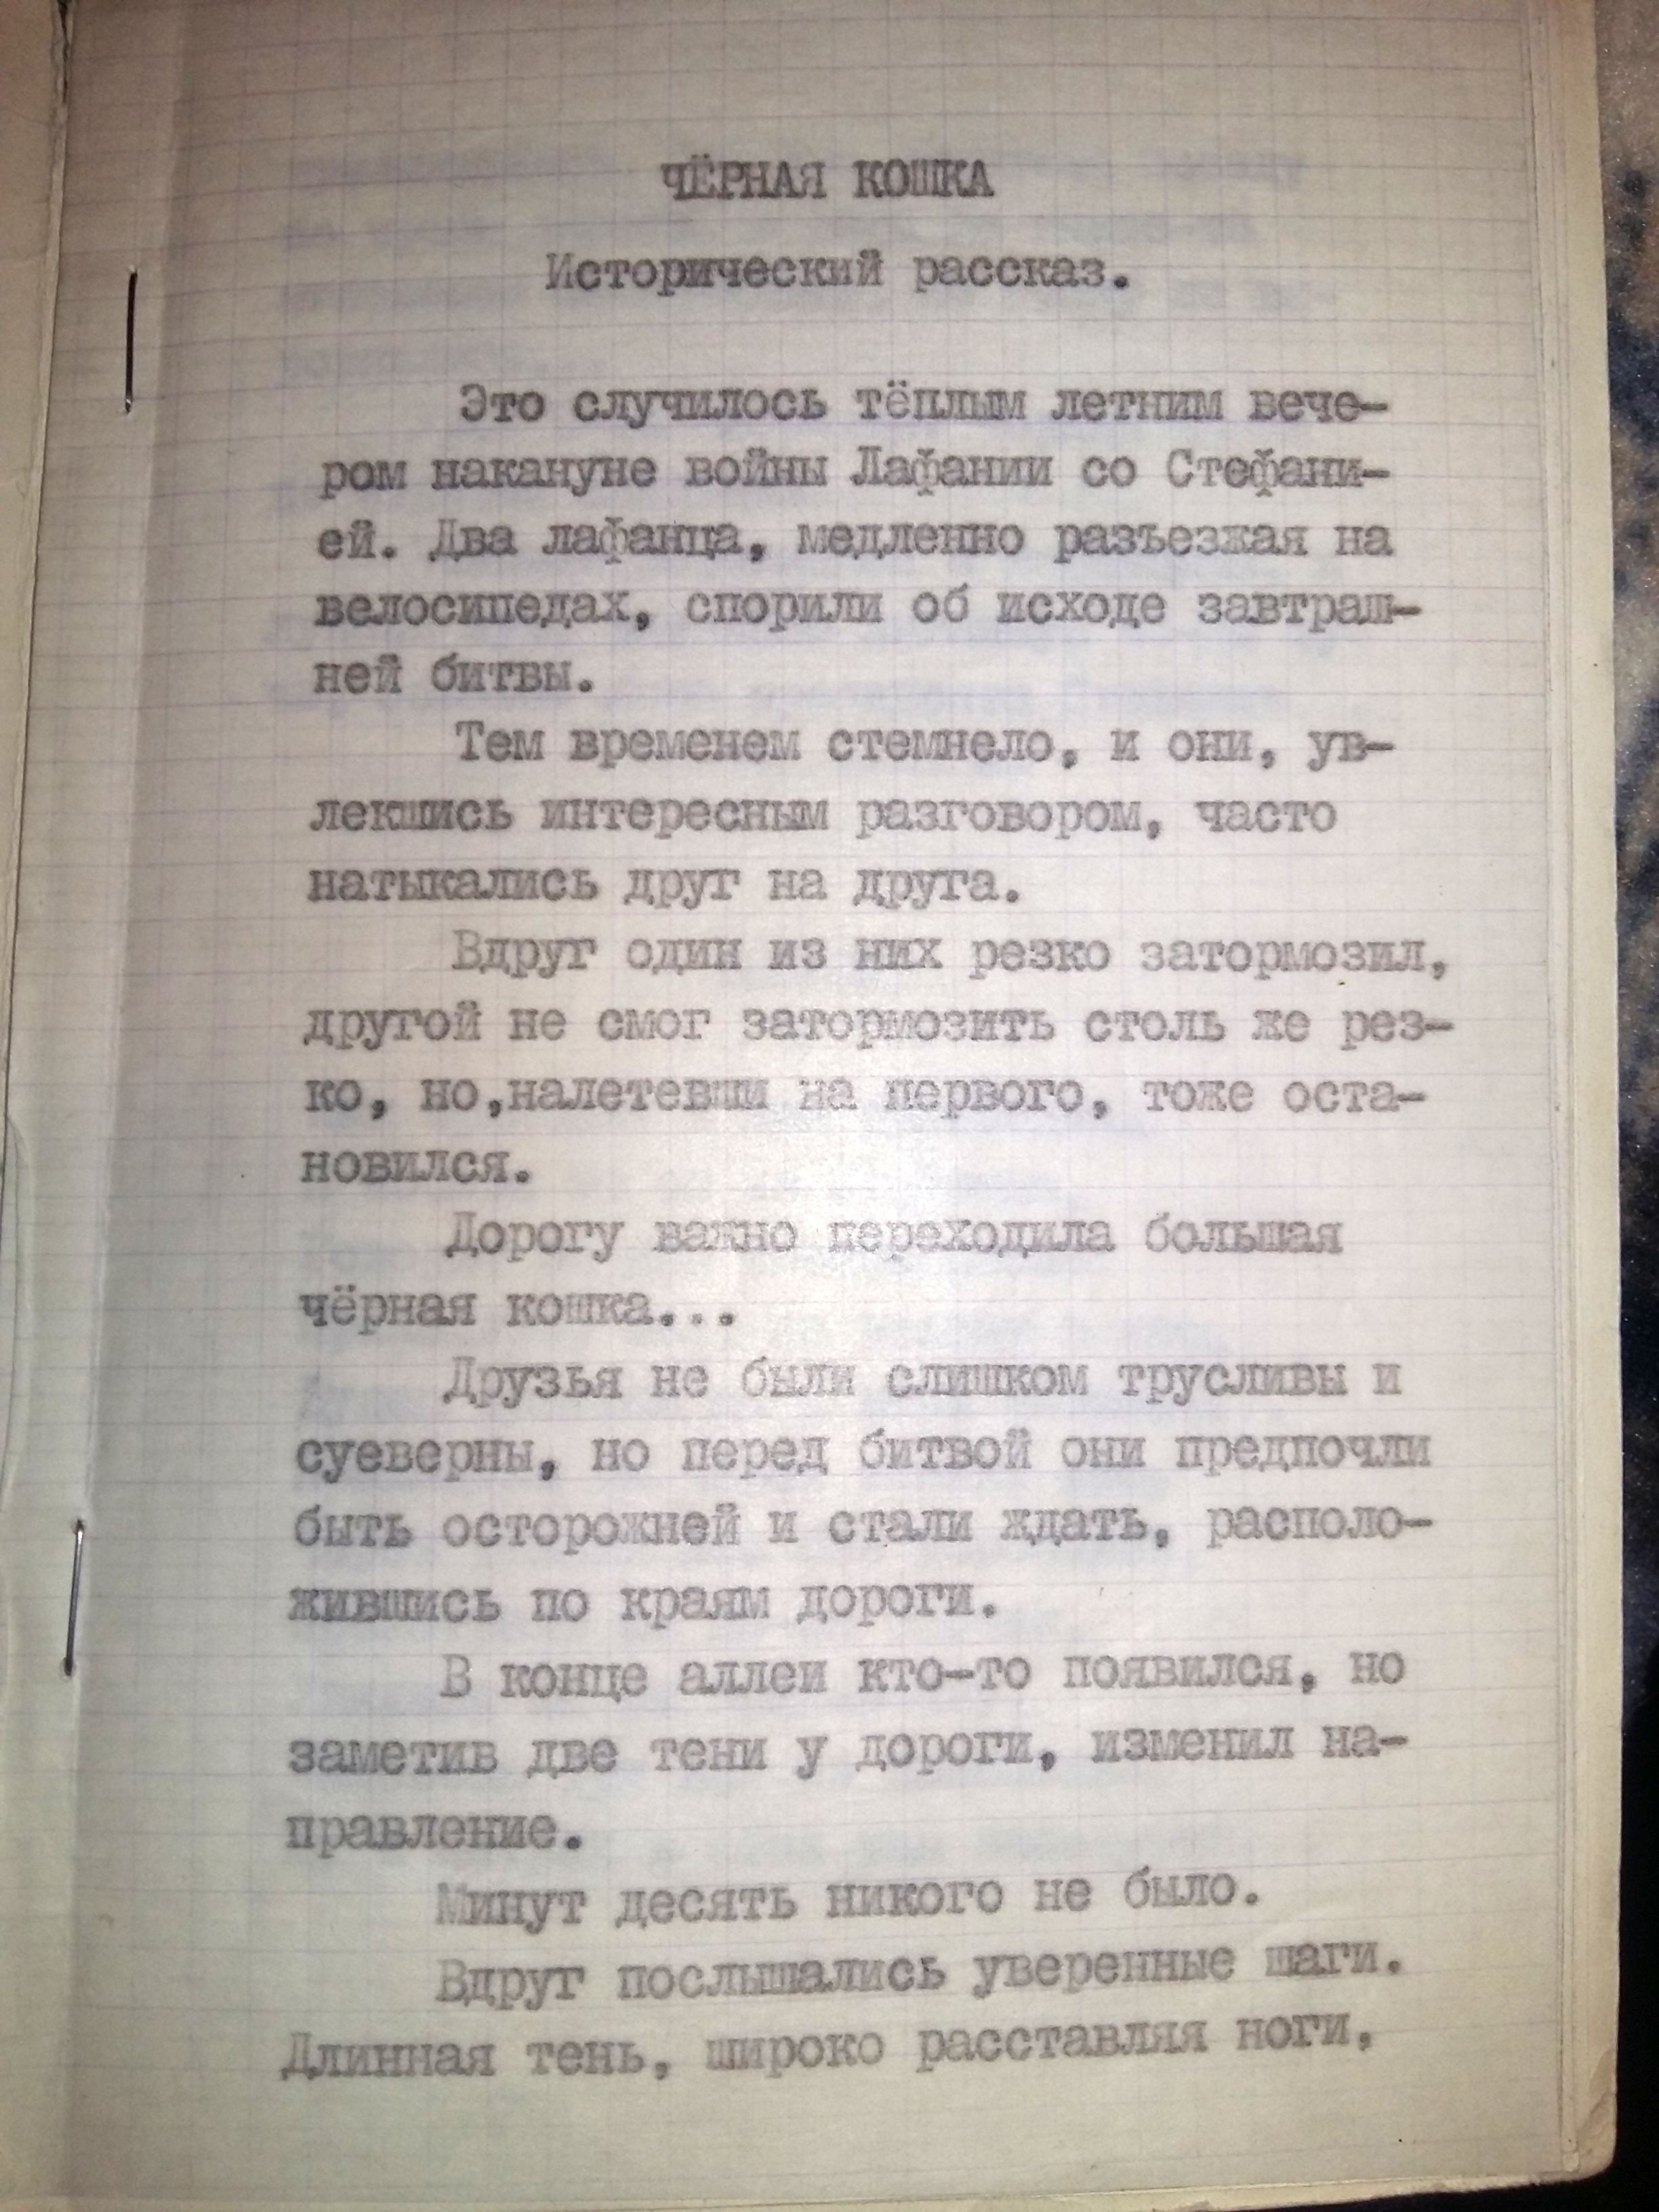 ЧЁРНАЯ КОШКА
Исторический рассказ.
Это случилось тёплым летним вече-
ром накануне войны Лафании со Стефани-
ей. Два лафанца, медленно разъезжая на
велосипедах, спорили об исходе завтраш-
ней битвы.
Тем временем стемнело, и они, ув-
лекшись интересным разговором, часто
натыкались друг на друга.
Вдруг один из них резко затормозил,
другой не смог затормозить столь же рез-
ко, но,налетевши на первого, тоже оста-
новился.
Дорогу важно переходила большая
чёрная кошка...
Друзья не были слишком трусливы и
суеверны, но перед битвой они предпочли
быть осторожней и стали ждать, располо-
жившись по краям дороги.
В конце аллеи кто-то появился, но
заметив две тени у дороги, изменил на-
правление.
Минут десять никого не было.
Вдруг послышались уверенные шаги.
Длинная тень, широко расставляя ноги,